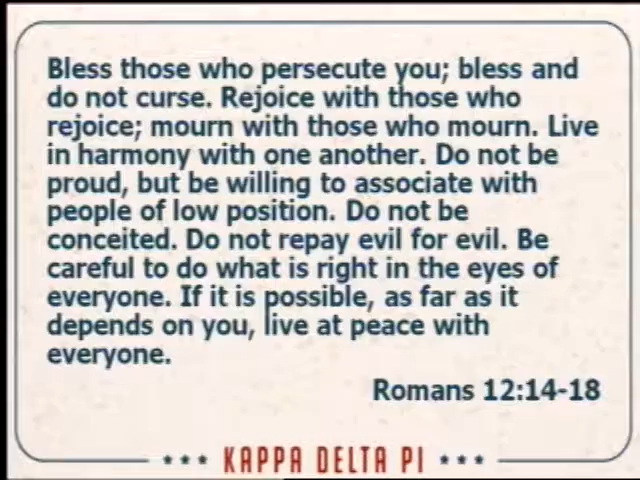 Bless those who persecute you; bless and
do not curse. Rejoice with those who
rejoice; mourn with those who mourn. Live
in harmony with one another. Do not be
proud, but be willing to associate with
people of low position. Do not be
conceited. Do not repay evil for evil. Be
careful to do what is right in the eyes of
everyone. If it is possible, as far as it
depends on you, live at peace with
everyone.
Romans 12:14-18
*** KAPPA DELTA PI ***